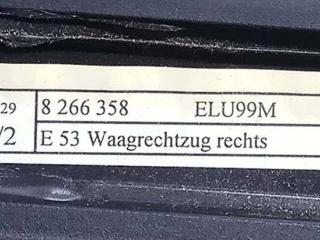 29 8 266 358 ELU99M
/2 E 53 Waagrechtzug rechts